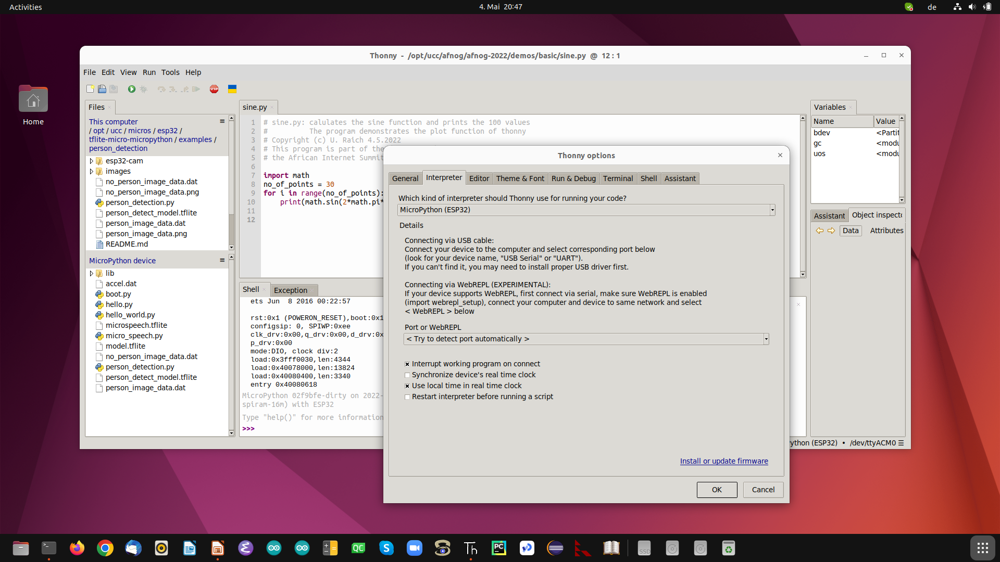 Activities
4. Mai 20:47
de
Home
Thonny - /opt/ucc/afnog/afnog-2022/demos/basic/sine.py @ 12 : 1
File Edit View Run Tools Help
STOP
Files
This computer
/ opt / ucc / micros / esp32 /
tflite-micro-micropython / examples /
person_detection
esp32-cam
images
no_person_image_data.dat
no_person_image_data.png
person_detection.py
person_detect_model.tflite
person_image_data.dat
person_image_data.png
README.md
MicroPython device
lib
accel.dat
boot.py
hello.py
hello_world.py
microspeech.tflite
micro_speech.py
model.tflite
no_person_image_data.dat
person_detection.py
person_detect_model.tflite
person_image_data.dat
sine.py
1 # sine.py: calulates the sine function and prints the 100 values
2 #          The program demonstrates the plot function of thonny
3 # Copyright (c) U. Raich 4.5.2022
4 # This program is part of the
5 # the African Internet Summit
6
7 import math
8 no_of_points = 30
9 for i in range(no_of_points):
10     print(math.sin(2*math.pi*
11
12
Shell
Exception
ets Jun  8 2016 00:22:57
rst:0x1 (POWERON_RESET),boot:0x1
configsip: 0, SPIWP:0xee
clk_drv:0x00,q_drv:0x00,d_drv:0x
p_drv:0x00
mode:DIO, clock div:2
load:0x3fff0030,len:4344
load:0x40078000,len:13824
load:0x40080400,len:3340
entry 0x40080618
MicroPython 02f9bfe-dirty on 2022-
spiram-16m) with ESP32
Type "help()" for more information
>>>
Thonny options
General Interpreter Editor Theme & Font Run & Debug Terminal Shell Assistant
Which kind of interpreter should Thonny use for running your code?
MicroPython (ESP32)
Details
Connecting via USB cable:
Connect your device to the computer and select corresponding port below
(look for your device name, "USB Serial" or "UART").
If you can't find it, you may need to install proper USB driver first.
Connecting via WebREPL (EXPERIMENTAL):
If your device supports WebREPL, first connect via serial, make sure WebREPL is enabled
(import webrepl_setup), connect your computer and device to same network and select
< WebREPL > below
Port or WebREPL
< Try to detect port automatically >
Interrupt working program on connect
Synchronize device's real time clock
Use local time in real time clock
Restart interpreter before running a script
Install or update firmware
OK
Cancel
Variables
Name Value
bdev <Partit
gc <modu
uos <modu
Assistant Object inspecto
Data Attributes
ython (ESP32) • /dev/ttyACM0 ☰
QC
S
Th
PC
SSD